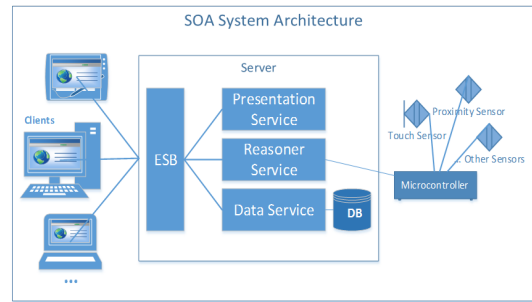 SOA System Architecture
Server
Clients
...
ESB
Presentation
Service
Reasoner
Service
Data Service
DB
Proximity Sensor
Touch Sensor
... Other Sensors
Microcontroller